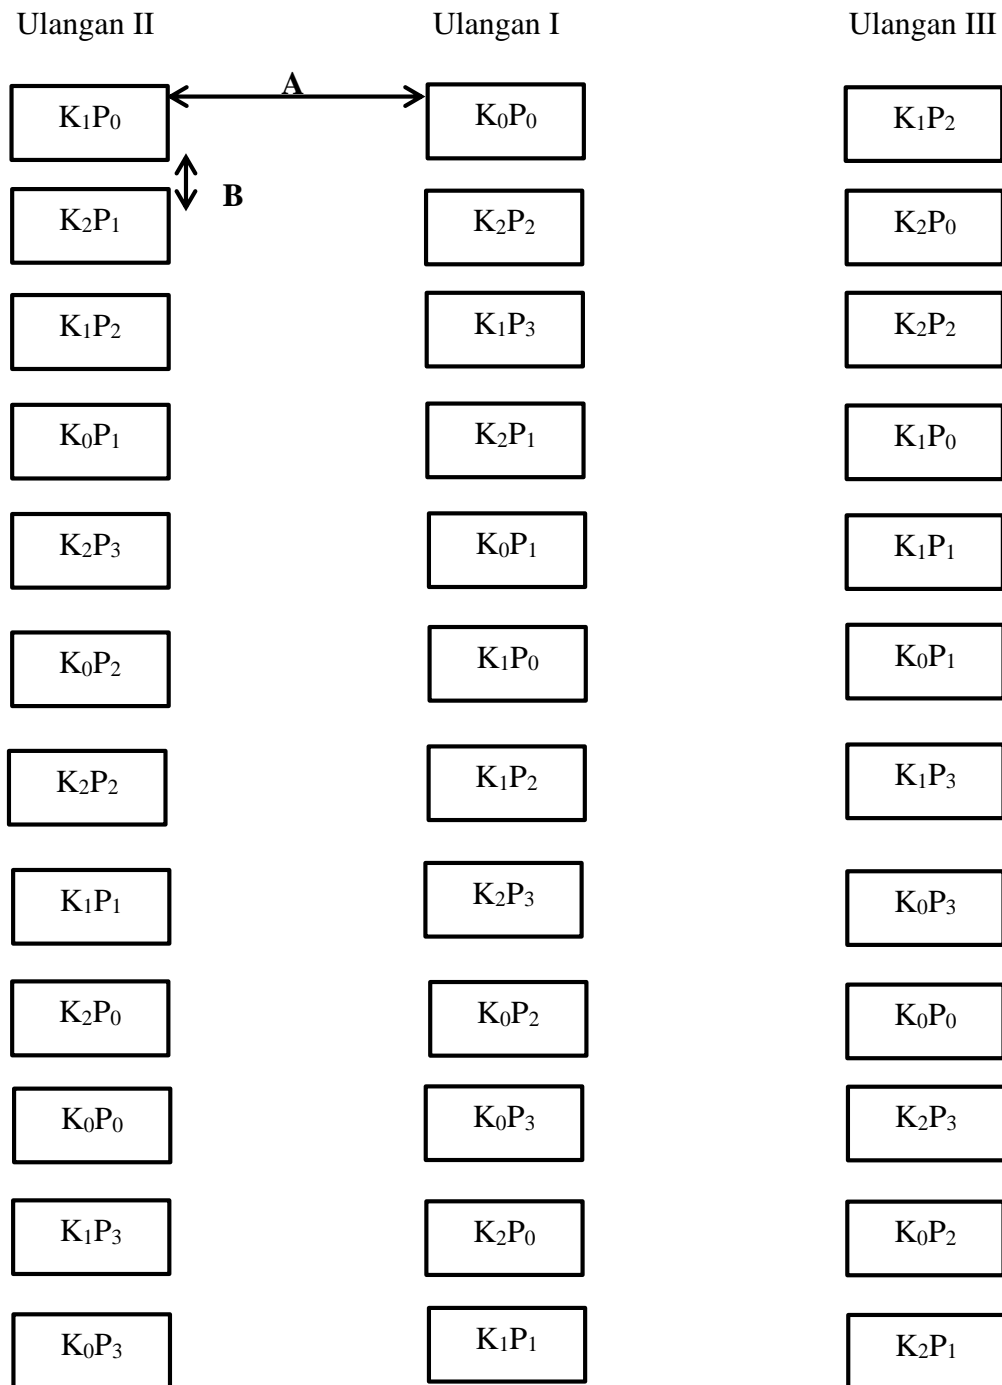 Ulangan II Ulangan I Ulangan III
A
K₁P₀ K₀P₀ K₁P₂
B
K₂P₁ K₂P₂ K₂P₀
K₁P₂ K₁P₃ K₂P₂
K₀P₁ K₂P₁ K₁P₀
K₂P₃ K₀P₁ K₁P₁
K₀P₂ K₁P₀ K₀P₁
K₂P₂ K₁P₂ K₁P₃
K₁P₁ K₂P₃ K₀P₃
K₂P₀ K₀P₂ K₀P₀
K₀P₀ K₀P₃ K₂P₃
K₁P₃ K₂P₀ K₀P₂
K₀P₃ K₁P₁ K₂P₁